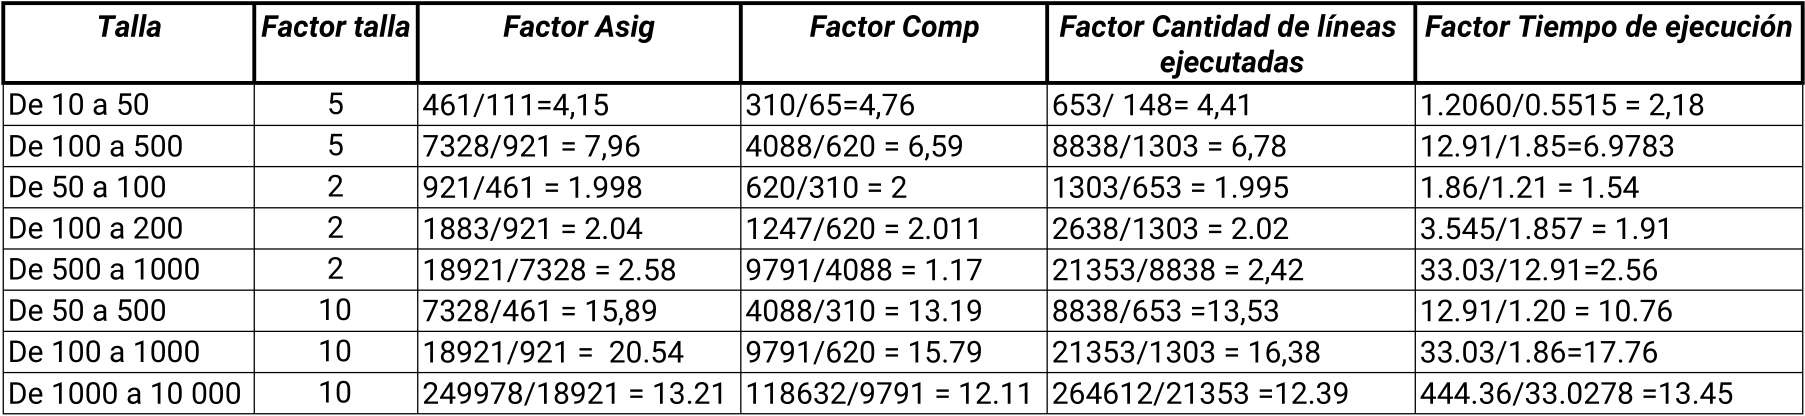 Talla Factor talla Factor Asig Factor Comp Factor Cantidad de líneas ejecutadas Factor Tiempo de ejecución
De 10 a 50 5 461/111=4,15 310/65=4,76 653/ 148= 4,41 1.2060/0.5515 = 2,18
De 100 a 500 5 7328/921 = 7,96 4088/620 = 6,59 8838/1303 = 6,78 12.91/1.85=6.9783
De 50 a 100 2 921/461 = 1.998 620/310 = 2 1303/653 = 1.995 1.86/1.21 = 1.54
De 100 a 200 2 1883/921 = 2.04 1247/620 = 2.011 2638/1303 = 2.02 3.545/1.857 = 1.91
De 500 a 1000 2 18921/7328 = 2.58 9791/4088 = 1.17 21353/8838 = 2,42 33.03/12.91=2.56
De 50 a 500 10 7328/461 = 15,89 4088/310 = 13.19 8838/653 =13,53 12.91/1.20 = 10.76
De 100 a 1000 10 18921/921 = 20.54 9791/620 = 15.79 21353/1303 = 16,38 33.03/1.86=17.76
De 1000 a 10 000 10 249978/18921 = 13.21 118632/9791 = 12.11 264612/21353 =12.39 444.36/33.0278 =13.45